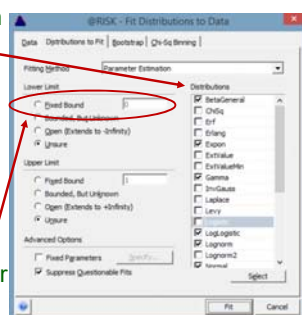 @RISK - Fit Distributions to Data
Data
Distributions to Fit
Bootstrap
Chi-Sq Binning
Fitting Method
Parameter Estimation
Lower Limit
Fixed Bound
0
Bounded, But Unknown
Open (Extends to -Infinity)
Unsure
Upper Limit
Fixed Bound
1
Bounded, But Unknown
Open (Extends to +Infinity)
Unsure
Advanced Options
Fixed Parameters
Specify...
Suppress Questionable Fits
Distributions
BetaGeneral
ChiSq
Erf
Erlang
Expon
ExtValue
ExtValueMin
Gamma
InvGauss
Laplace
Levy
LogLogistic
Lognorm
Lognorm2
Normal
Select
Fit
Cancel